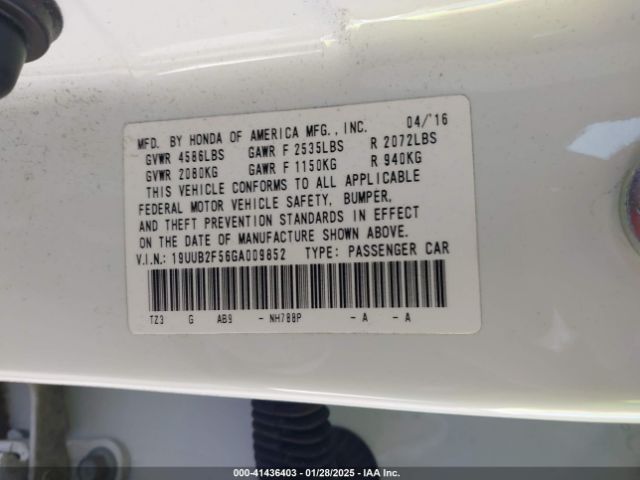 MFD. BY HONDA OF AMERICA MFG., INC. 04/'16
GVWR 4586LBS GAWR F 2535LBS R 2072LBS
GVWR 2080KG GAWR F 1150KG R 940KG
THIS VEHICLE CONFORMS TO ALL APPLICABLE
FEDERAL MOTOR VEHICLE SAFETY, BUMPER,
AND THEFT PREVENTION STANDARDS IN EFFECT
ON THE DATE OF MANUFACTURE SHOWN ABOVE.
V.I.N.: 19UUB2F56GA009852 TYPE: PASSENGER CAR
TZ3 G AB9 - NH788P - A - A
000-41436403 | 01/28/2025 | IAA Inc.